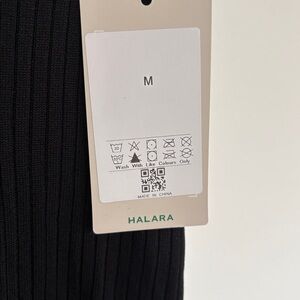 M
Wash With Like Colours Only
MADE IN CHINA
HALARA